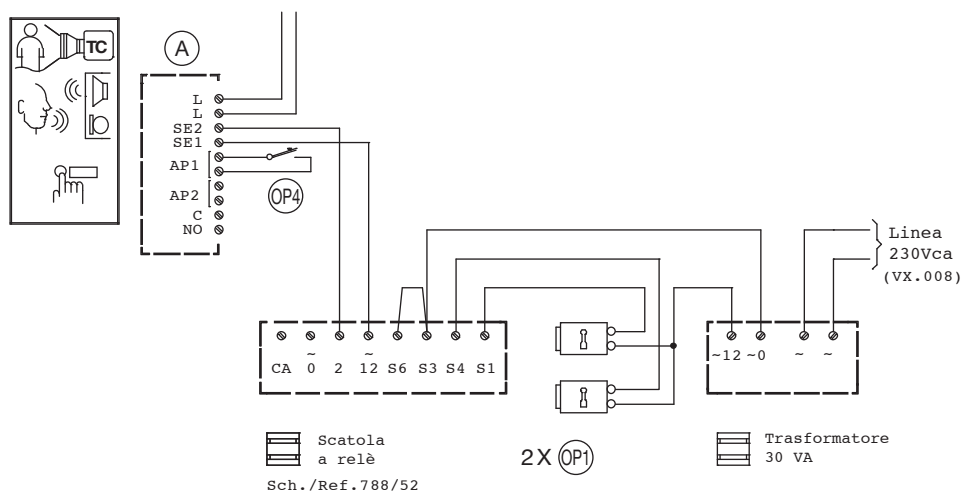 TC
A
L
L
SE2
SE1
AP1
AP2
C
NO
OP4
Linea
230Vca
(VX.008)
~ ~
CA 0 2 12 S6 S3 S4 S1
~12 ~0 ~ ~
Scatola
a relè
Sch./Ref.788/52
2X OP1
Trasformatore
30 VA